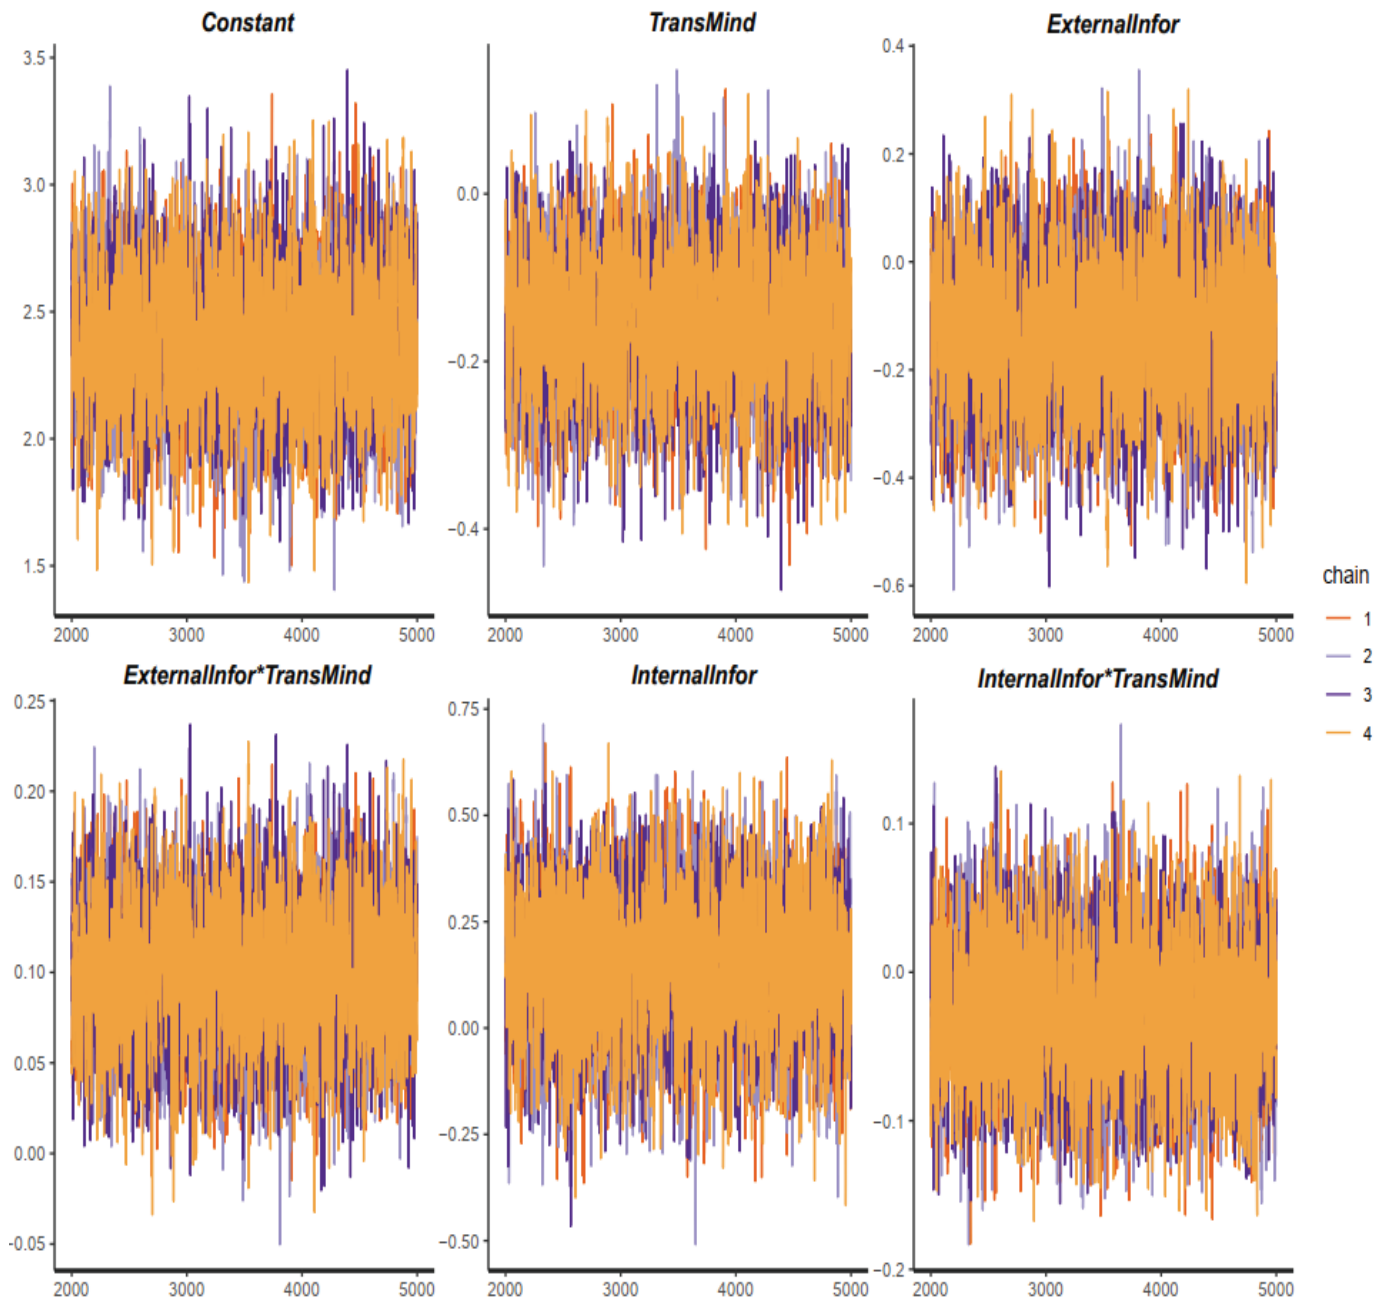 Constant
TransMind
ExternalInfor
3.5
3.0
2.5
2.0
1.5
2000 3000 4000 5000
0.0
−0.2
−0.4
2000 3000 4000 5000
0.4
0.2
0.0
−0.2
−0.4
−0.6
2000 3000 4000 5000
chain
1
2
3
4
ExternalInfor*TransMind
InternalInfor
InternalInfor*TransMind
0.25
0.20
0.15
0.10
0.05
0.00
-0.05
2000 3000 4000 5000
0.75
0.50
0.25
0.00
−0.25
−0.50
2000 3000 4000 5000
0.1
0.0
−0.1
−0.2
2000 3000 4000 5000